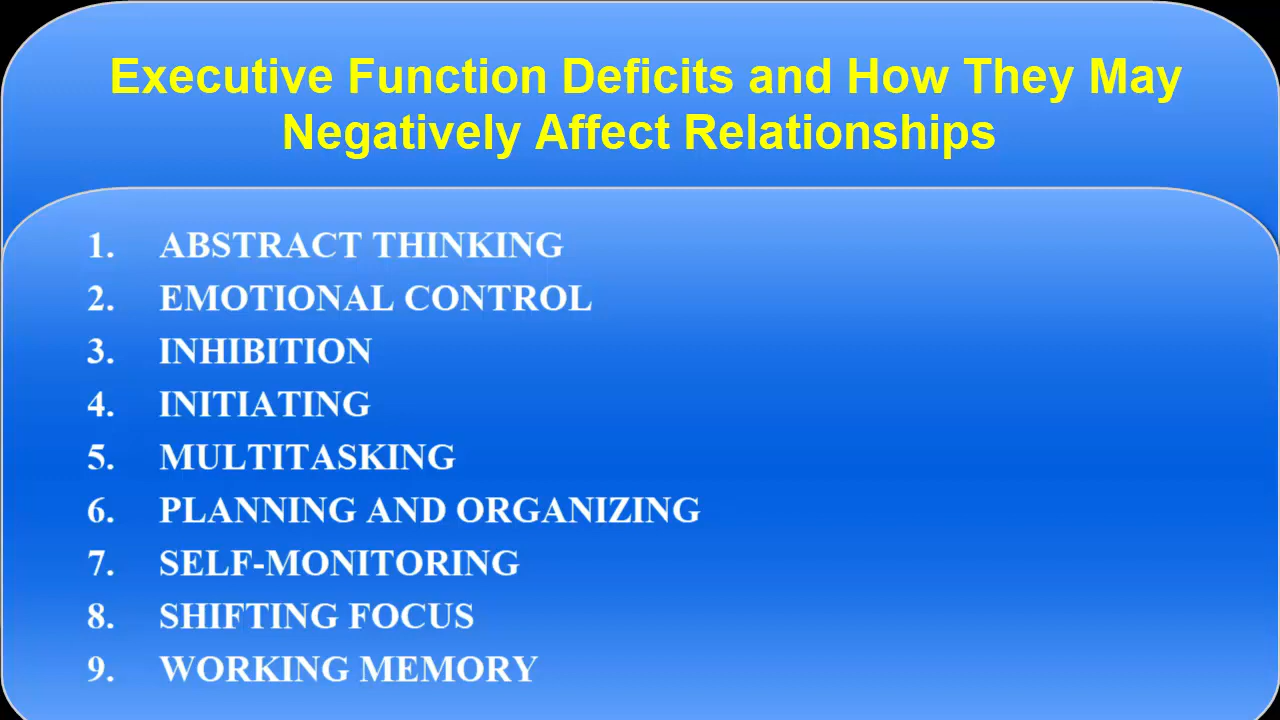 Executive Function Deficits and How They May
Negatively Affect Relationships
1. ABSTRACT THINKING
2. EMOTIONAL CONTROL
3. INHIBITION
4. INITIATING
5. MULTITASKING
6. PLANNING AND ORGANIZING
7. SELF-MONITORING
8. SHIFTING FOCUS
9. WORKING MEMORY